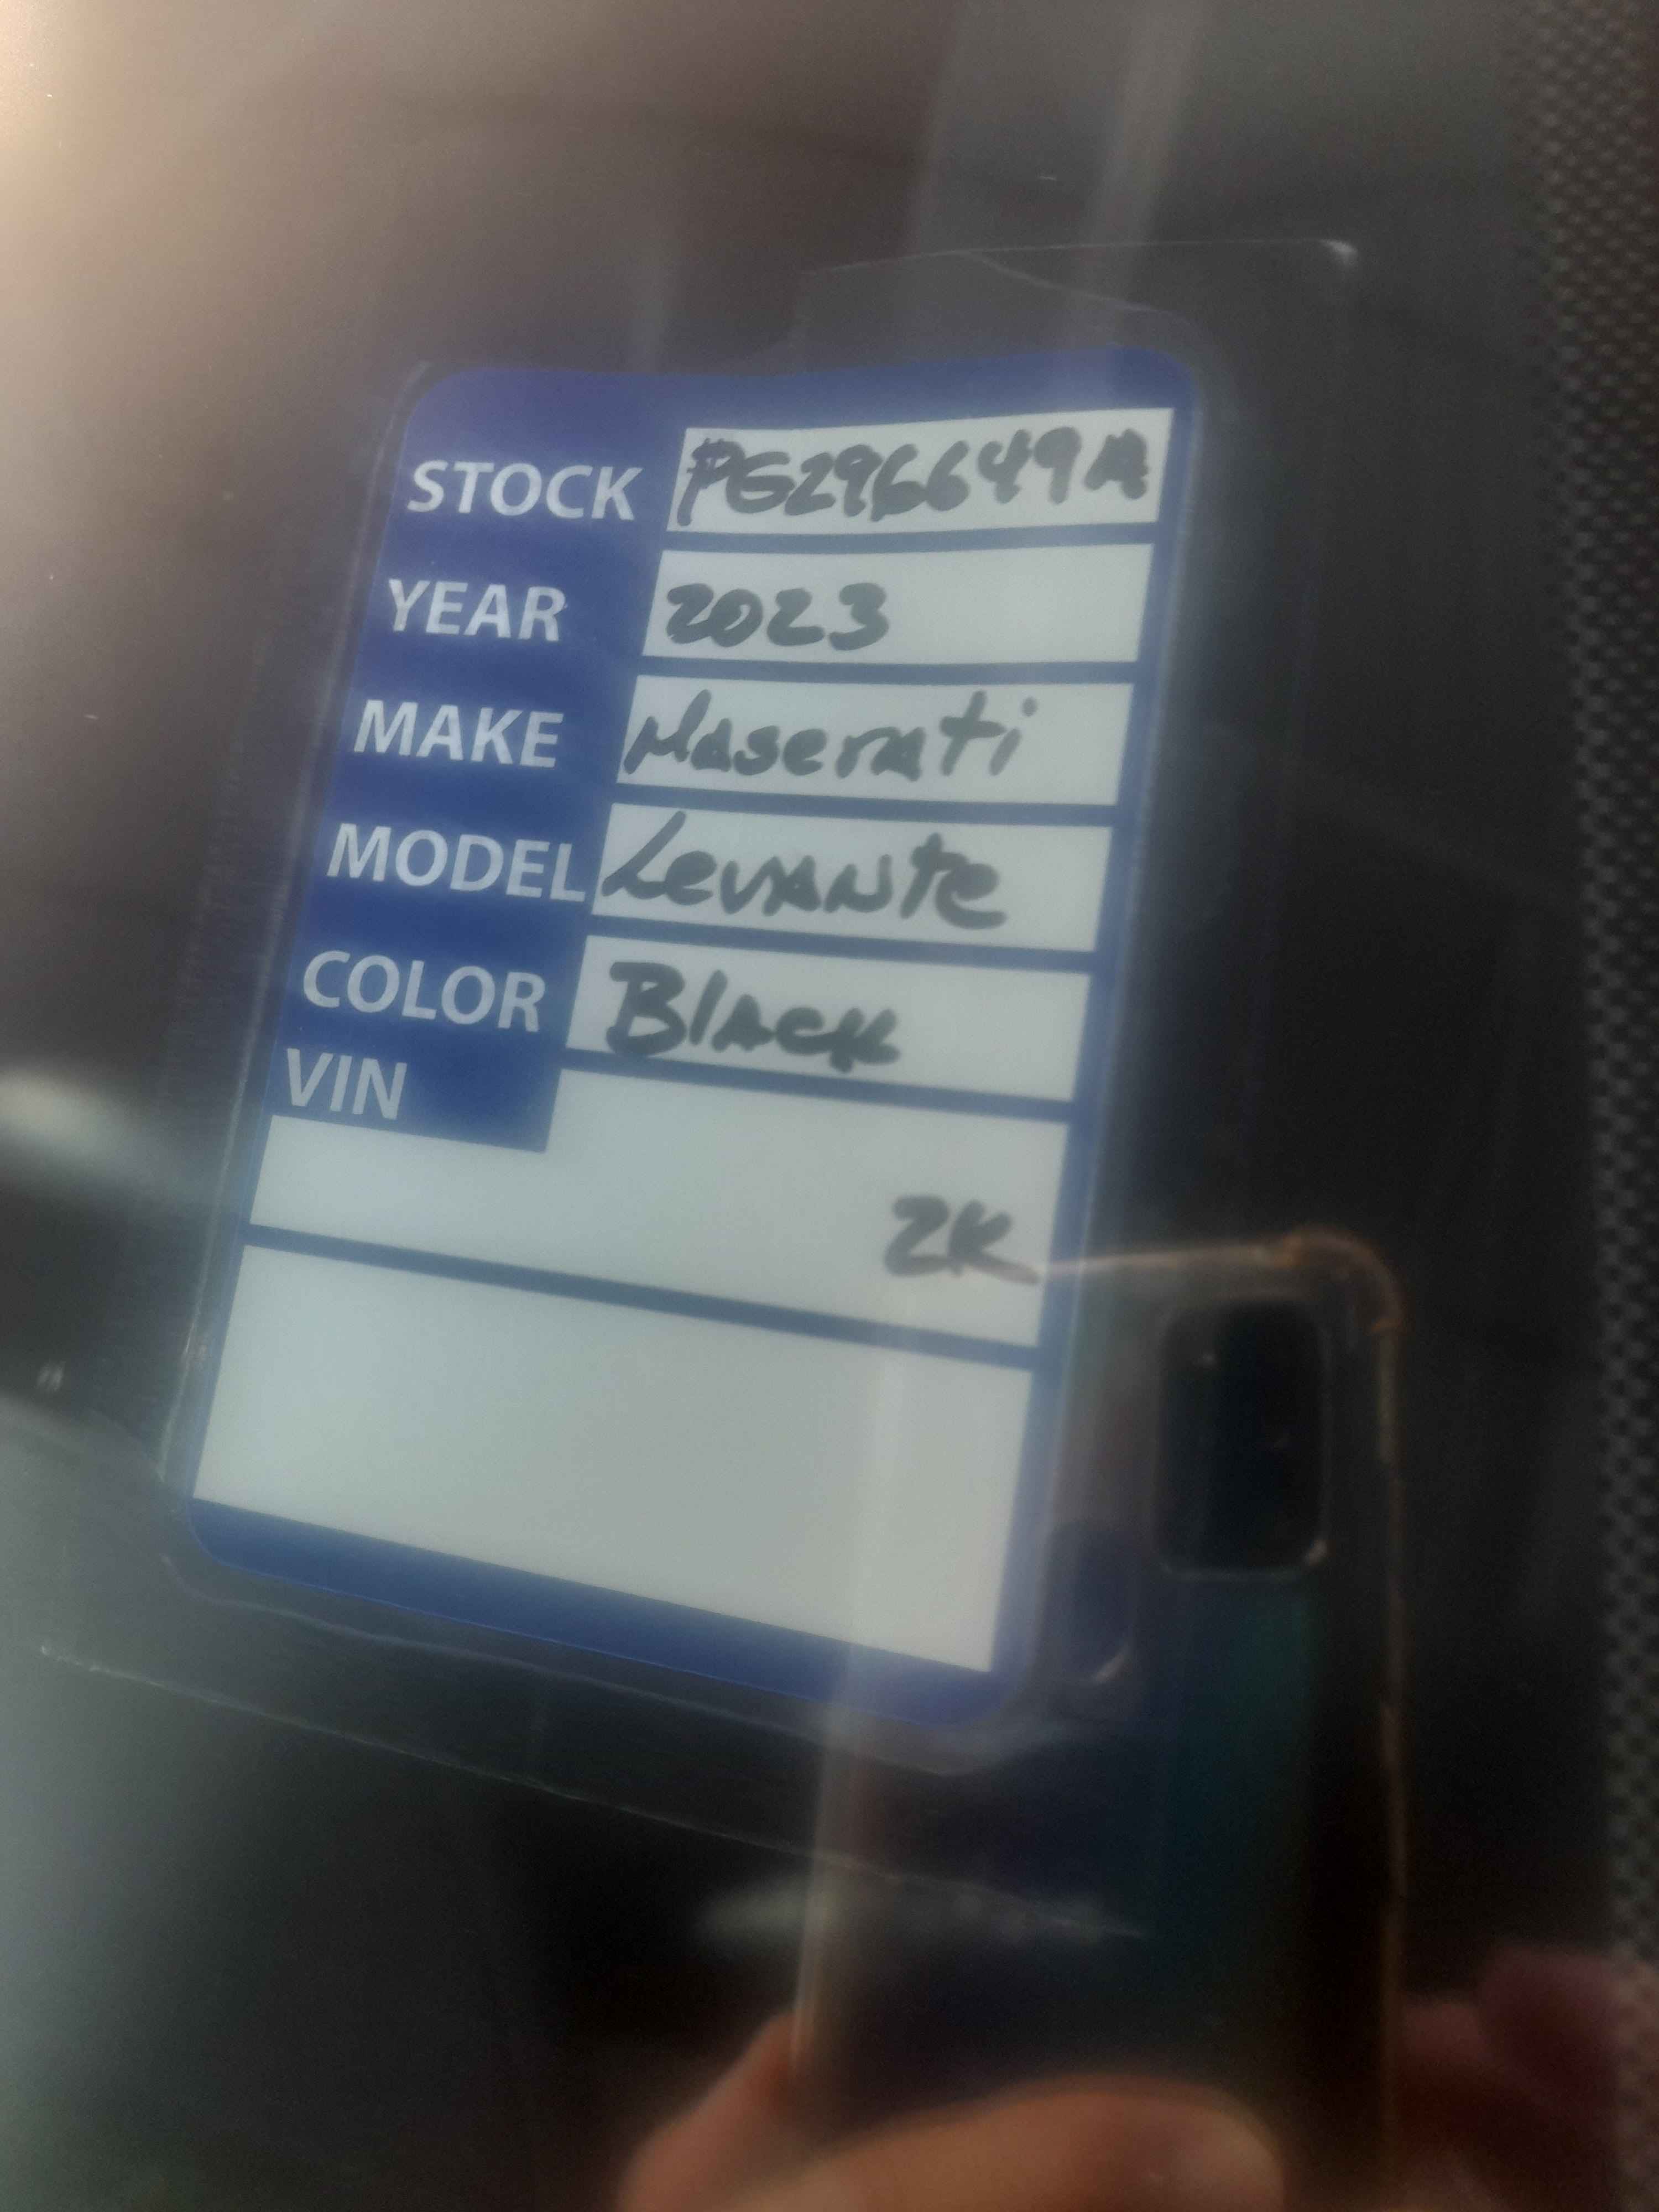 STOCK PG296649A
YEAR 2023
MAKE Maserati
MODEL Levante
COLOR Black
VIN
2K